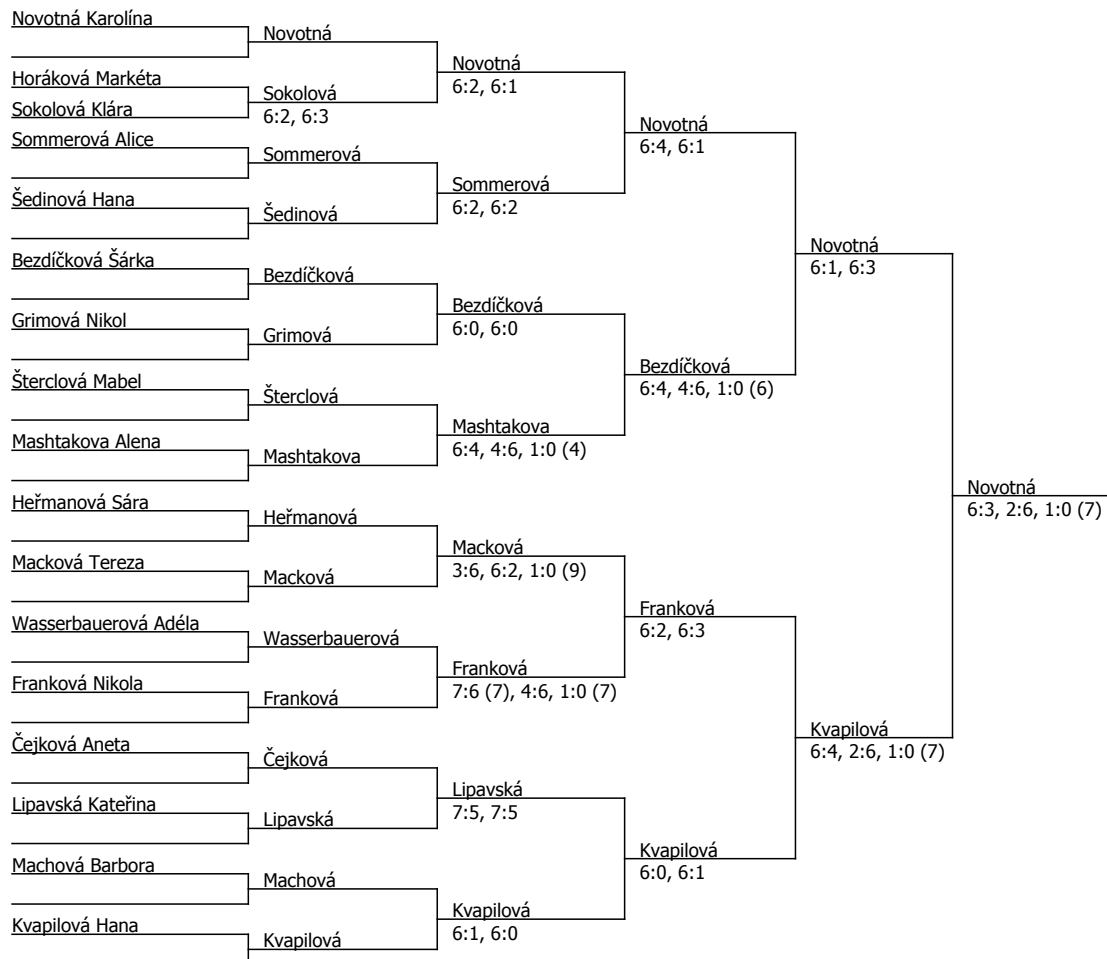 Novotná Karolína
Horáková Markéta
Sokolová Klára
Sommerová Alice
Šedinová Hana
Bezdíčková Šárka
Grimová Nikol
Šterclová Mabel
Mashtakova Alena
Heřmanová Sára
Macková Tereza
Wasserbauerová Adéla
Franková Nikola
Čejková Aneta
Lipavská Kateřina
Machová Barbora
Kvapilová Hana
Novotná
Sokolová
6:2, 6:3
Sommerová
Šedinová
Bezdíčková
Grimová
Šterclová
Mashtakova
Heřmanová
Macková
Wasserbauerová
Franková
Čejková
Lipavská
Machová
Kvapilová
Novotná
6:2, 6:1
Sommerová
6:2, 6:2
Bezdíčková
6:0, 6:0
Mashtakova
6:4, 4:6, 1:0 (4)
Macková
3:6, 6:2, 1:0 (9)
Franková
7:6 (7), 4:6, 1:0 (7)
Lipavská
7:5, 7:5
Kvapilová
6:1, 6:0
Novotná
6:4, 6:1
Bezdíčková
6:4, 4:6, 1:0 (6)
Franková
6:2, 6:3
Kvapilová
6:0, 6:1
Novotná
6:1, 6:3
Kvapilová
6:4, 2:6, 1:0 (7)
Novotná
6:3, 2:6, 1:0 (7)